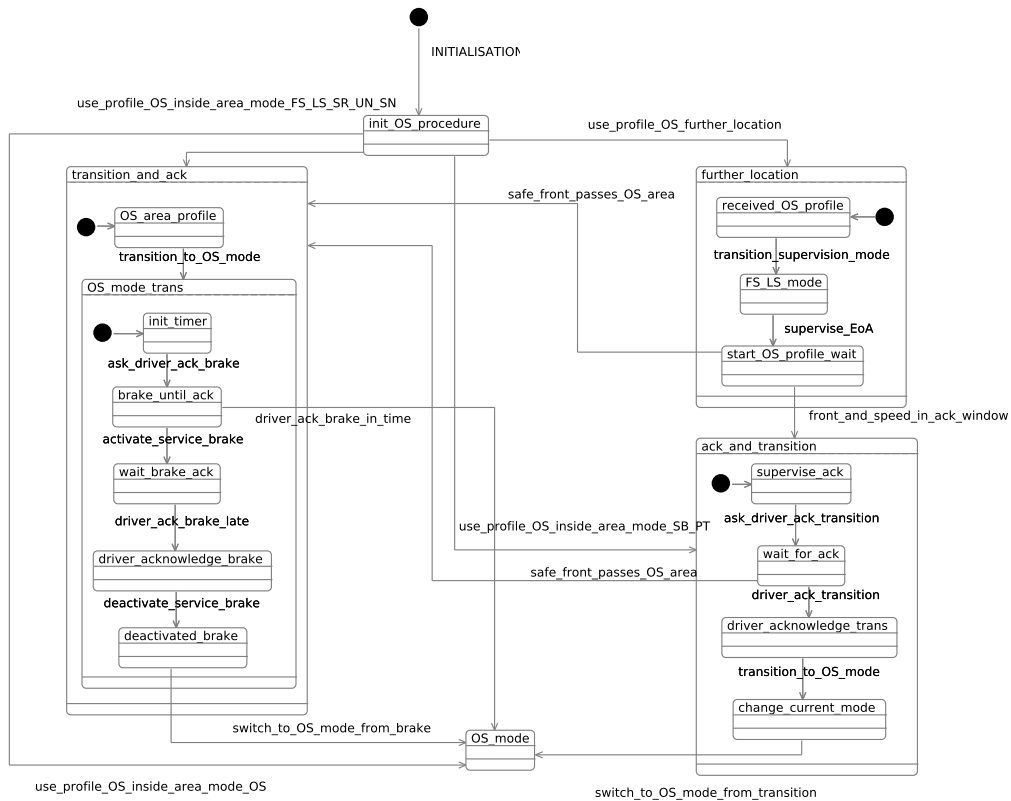 INITIALISATION
use_profile_OS_inside_area_mode_FS_LS_SR_UN_SN
init_OS_procedure
use_profile_OS_further_location
transition_and_ack
further_location
safe_front_passes_OS_area
OS_area_profile
received_OS_profile
transition_to_OS_mode
transition_supervision_mode
OS_mode_trans
FS_LS_mode
init_timer
supervise_EoA
ask_driver_ack_brake
start_OS_profile_wait
brake_until_ack
driver_ack_brake_in_time
front_and_speed_in_ack_window
activate_service_brake
ack_and_transition
wait_brake_ack
supervise_ack
driver_ack_brake_late
use_profile_OS_inside_area_mode_SB_PT
ask_driver_ack_transition
driver_acknowledge_brake
wait_for_ack
safe_front_passes_OS_area
deactivate_service_brake
driver_ack_transition
deactivated_brake
driver_acknowledge_trans
transition_to_OS_mode
change_current_mode
switch_to_OS_mode_from_brake
OS_mode
use_profile_OS_inside_area_mode_OS
switch_to_OS_mode_from_transition